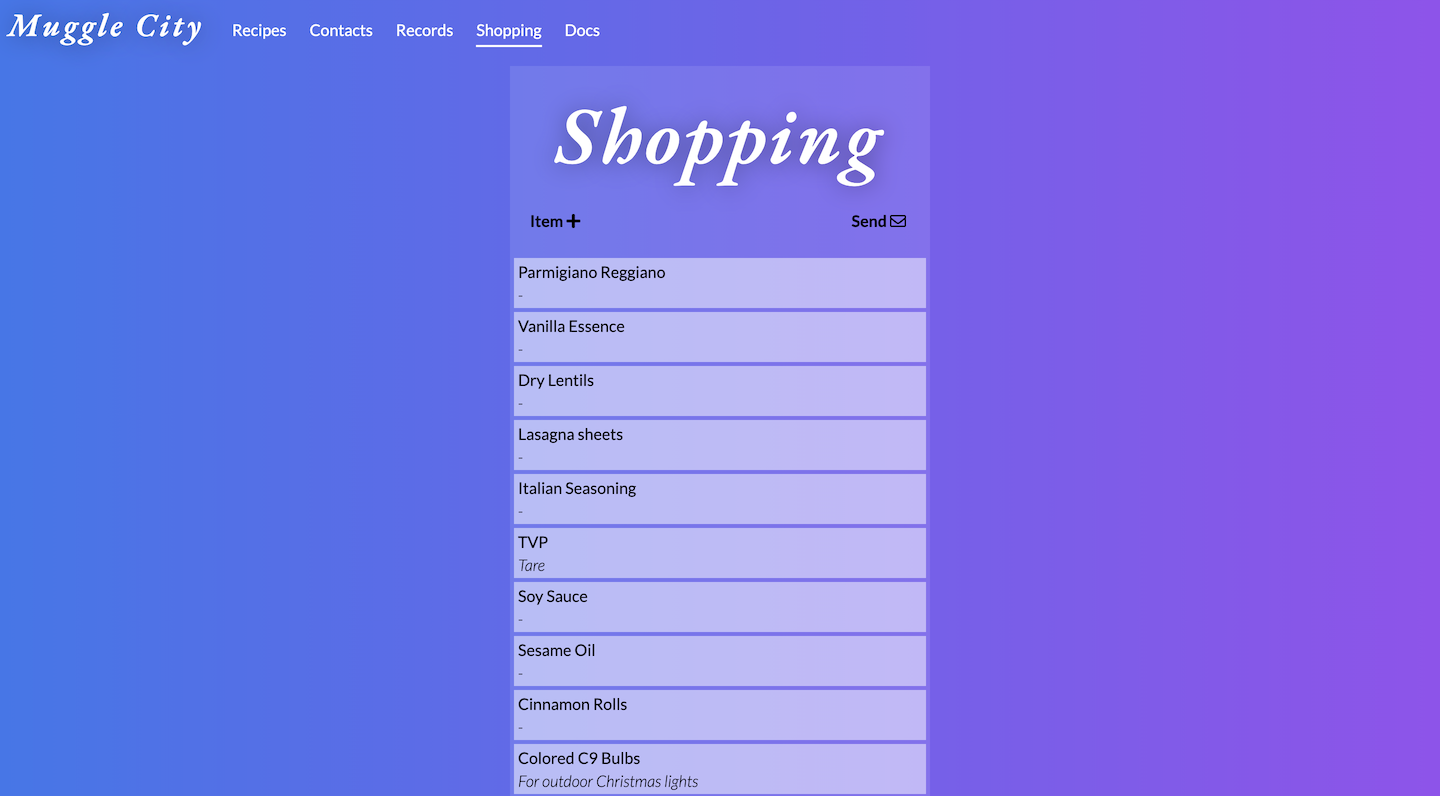 Muggle City Recipes Contacts Records Shopping Docs
Shopping
Item Send
Parmigiano Reggiano
-
Vanilla Essence
-
Dry Lentils
-
Lasagna sheets
-
Italian Seasoning
-
TVP
Tare
Soy Sauce
-
Sesame Oil
-
Cinnamon Rolls
-
Colored C9 Bulbs
For outdoor Christmas lights